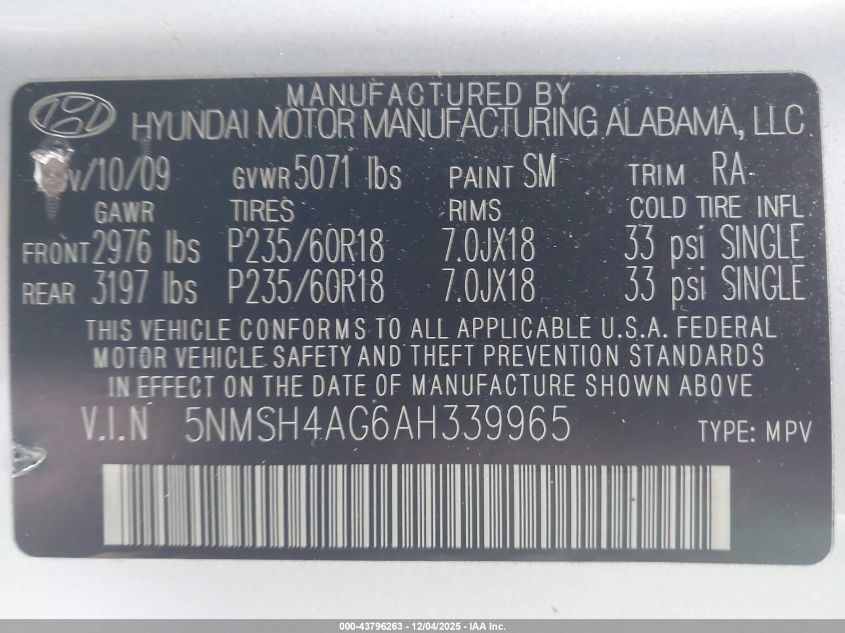 MANUFACTURED BY
HYUNDAI MOTOR MANUFACTURING ALABAMA, LLC
/10/09 GVWR 5071 lbs PAINT SM TRIM RA
GAWR TIRES RIMS COLD TIRE INFL
FRONT 2976 lbs P235/60R18 7.0JX18 33 psi SINGLE
REAR 3197 lbs P235/60R18 7.0JX18 33 psi SINGLE
THIS VEHICLE CONFORMS TO ALL APPLICABLE U.S.A. FEDERAL
MOTOR VEHICLE SAFETY AND THEFT PREVENTION STANDARDS
IN EFFECT ON THE DATE OF MANUFACTURE SHOWN ABOVE
V.I.N 5NMSH4AG6AH339965 TYPE: MPV
000-43796263 - 12/04/2025 - IAA Inc.